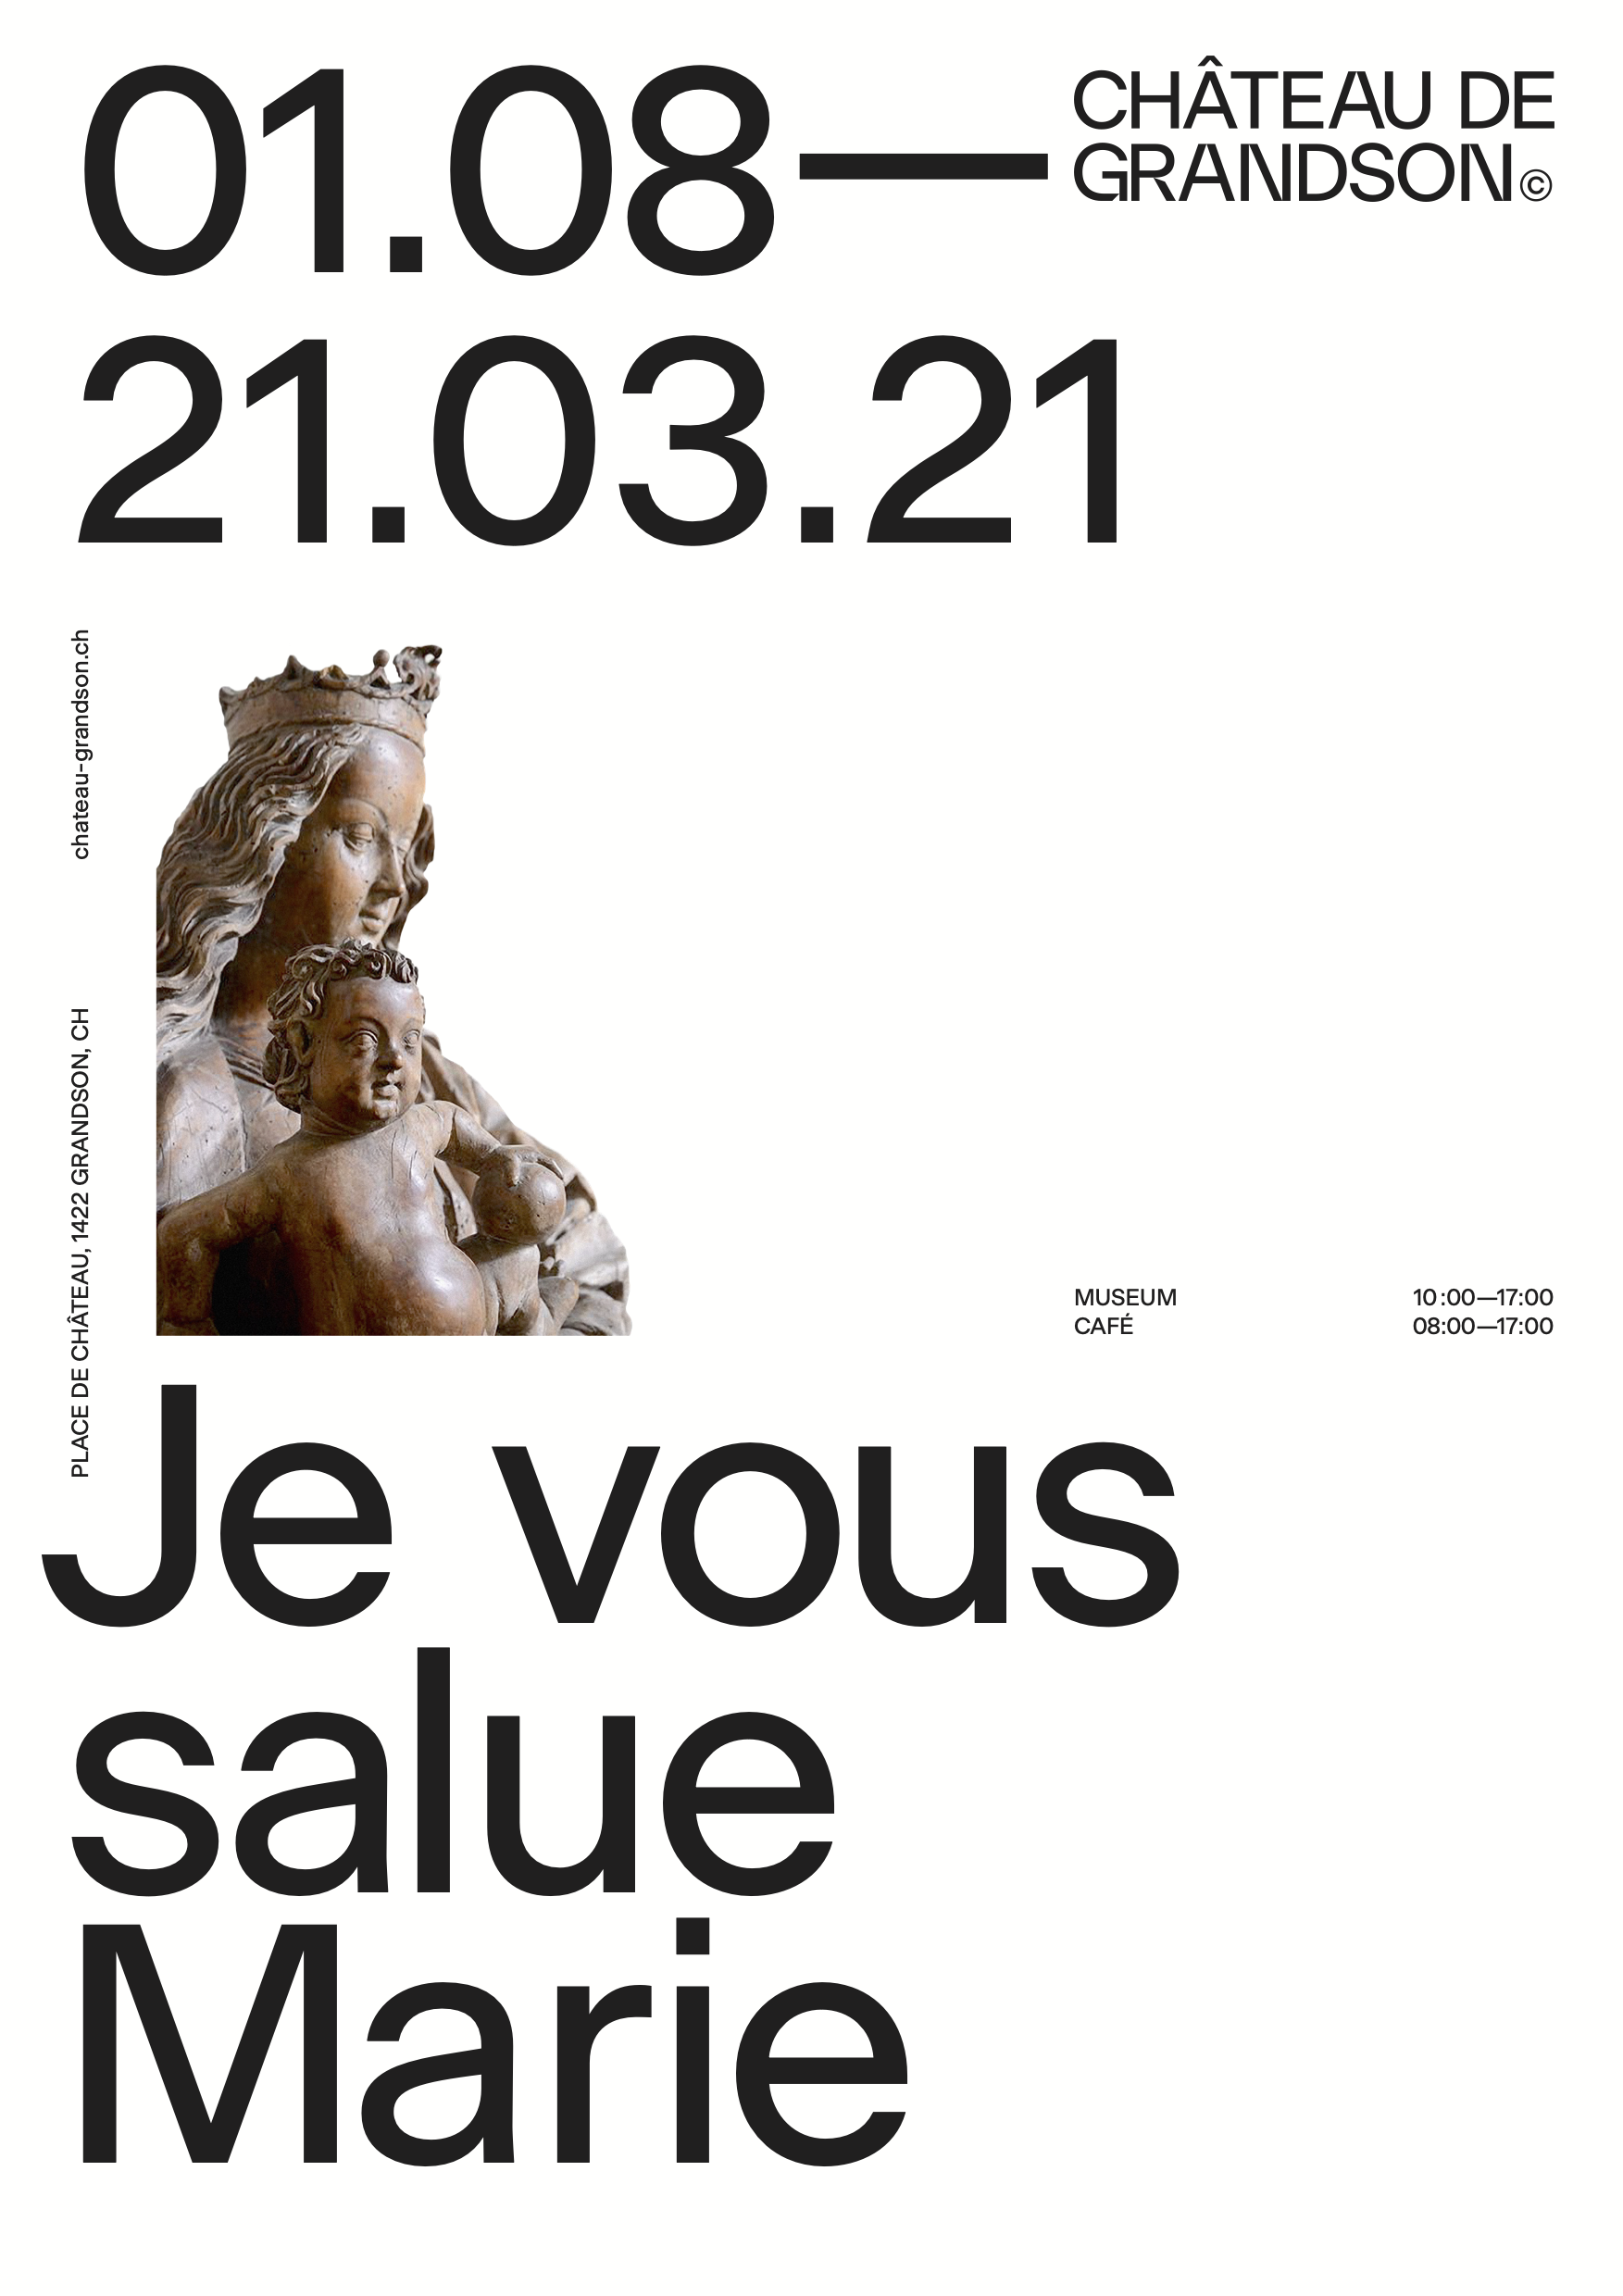 01.08—
CHÂTEAU DE
GRANDSON©
21.03.21
chateau-grandson.ch
PLACE DE CHÂTEAU, 1422 GRANDSON, CH
MUSEUM 10:00—17:00
CAFÉ 08:00—17:00
Je vous
salue
Marie